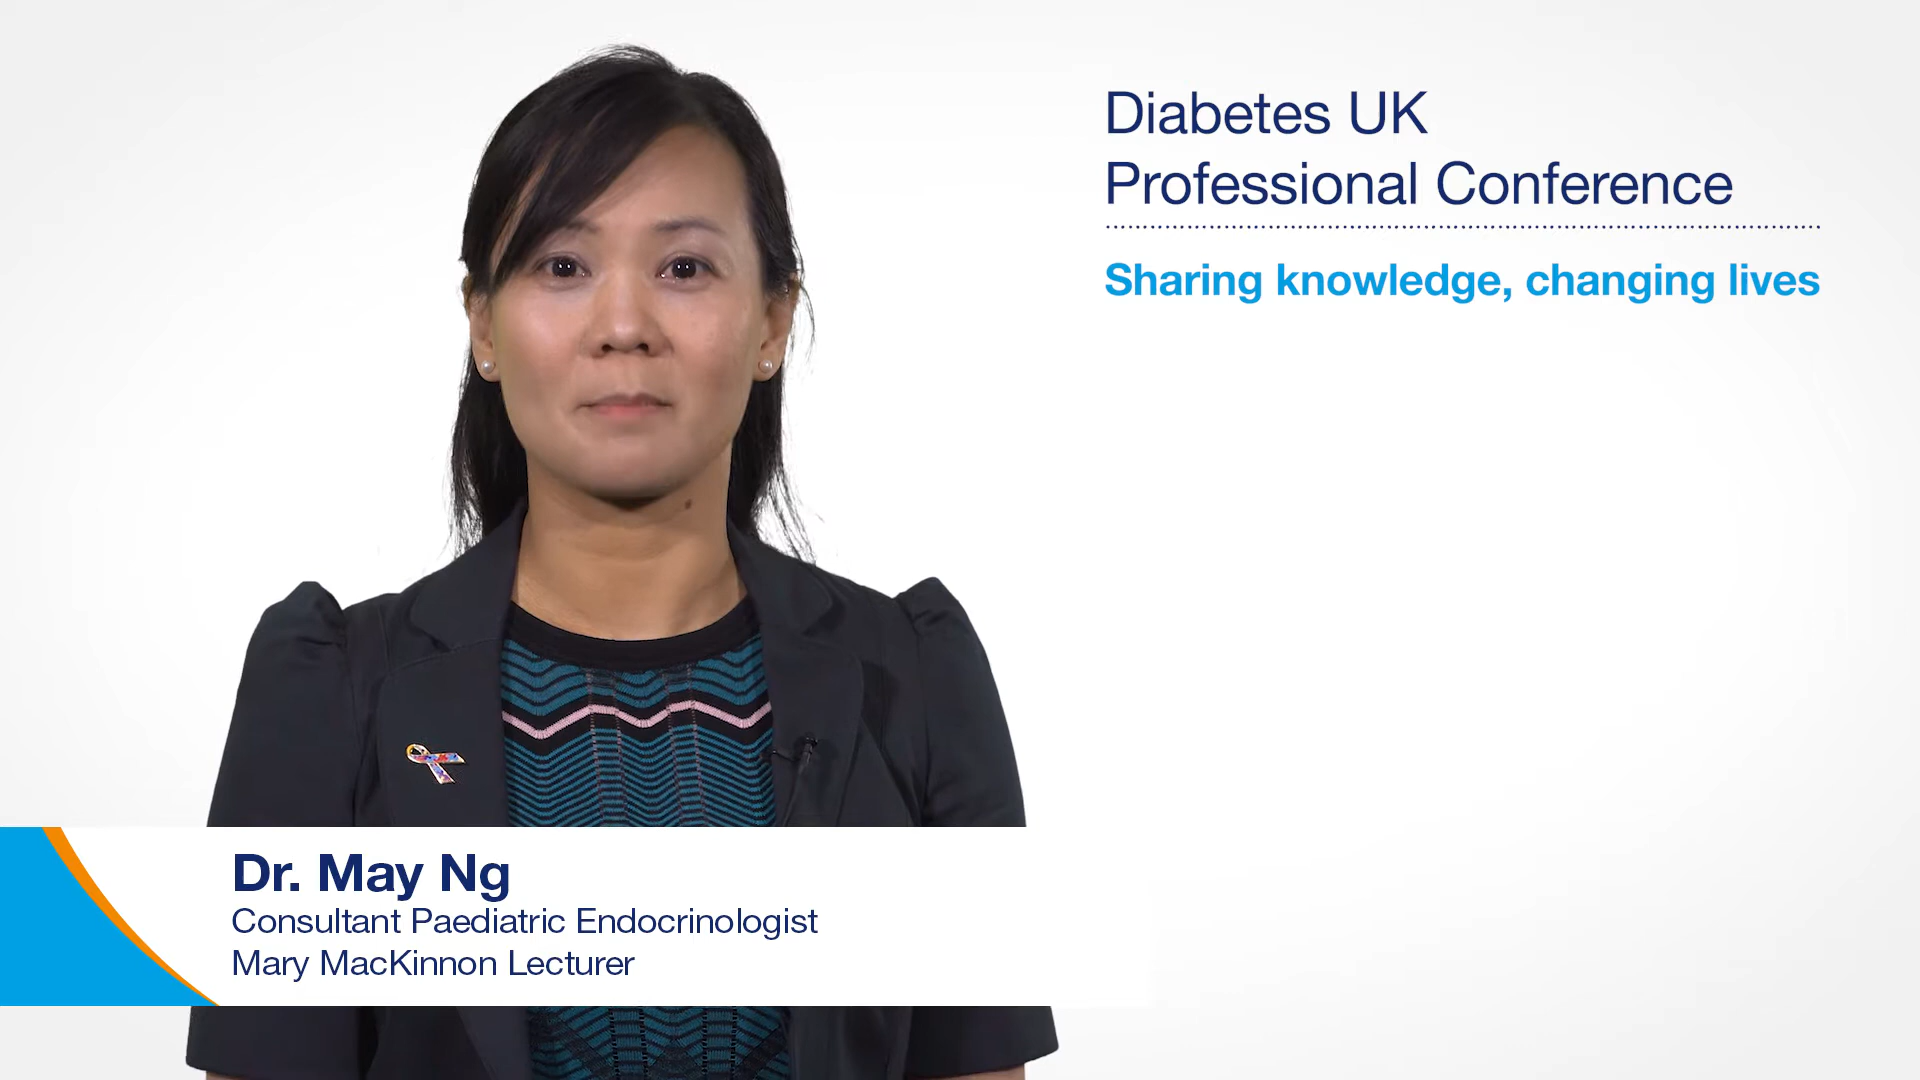 Diabetes UK
Professional Conference
Sharing knowledge, changing lives
Dr. May Ng
Consultant Paediatric Endocrinologist
Mary MacKinnon Lecturer